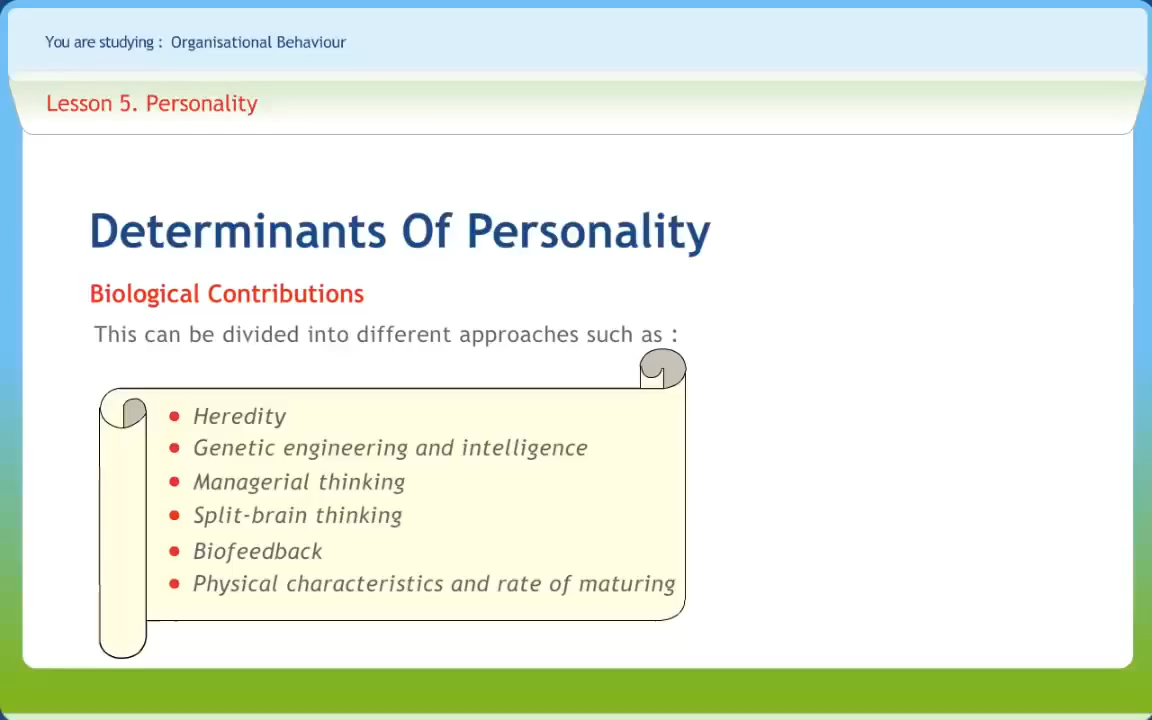 You are studying : Organisational Behaviour
Lesson 5. Personality
Determinants Of Personality
Biological Contributions
This can be divided into different approaches such as :
• Heredity
• Genetic engineering and intelligence
• Managerial thinking
• Split-brain thinking
• Biofeedback
• Physical characteristics and rate of maturing